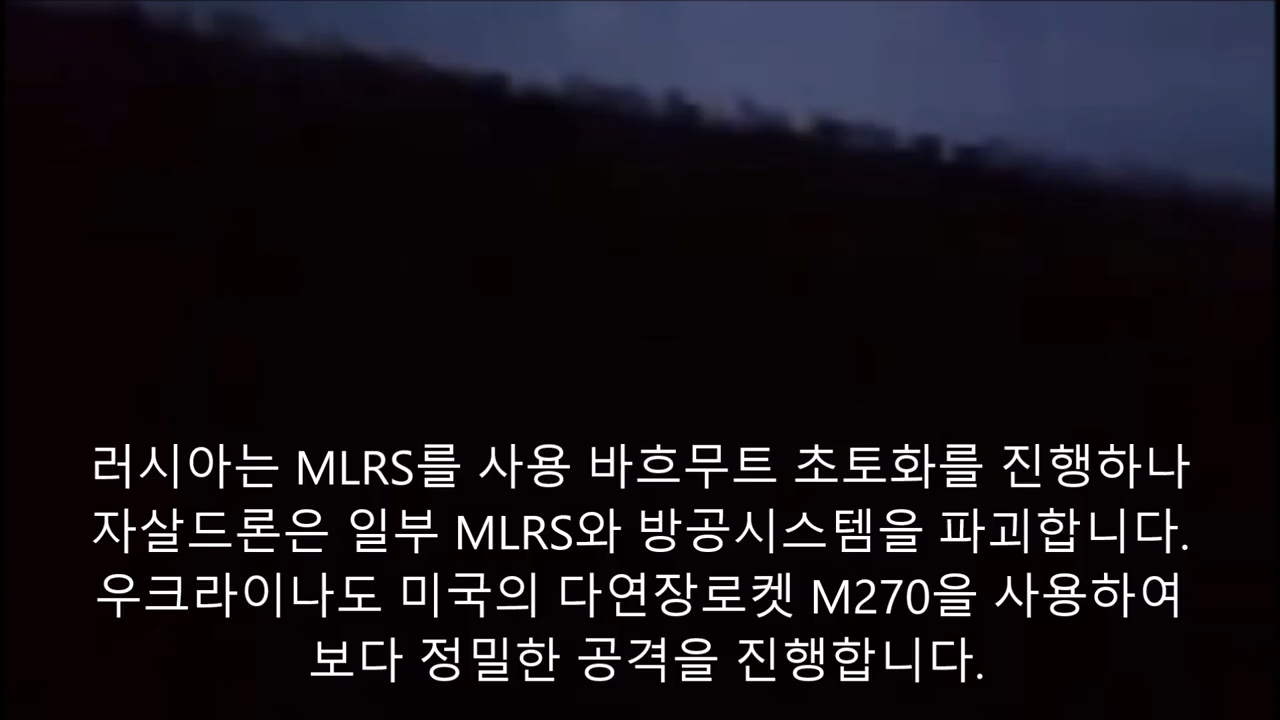 러시아는 MLRS를 사용 바흐무트 초토화를 진행하나
자살드론은 일부 MLRS와 방공시스템을 파괴합니다.
우크라이나도 미국의 다연장로켓 M270을 사용하여
보다 정밀한 공격을 진행합니다.